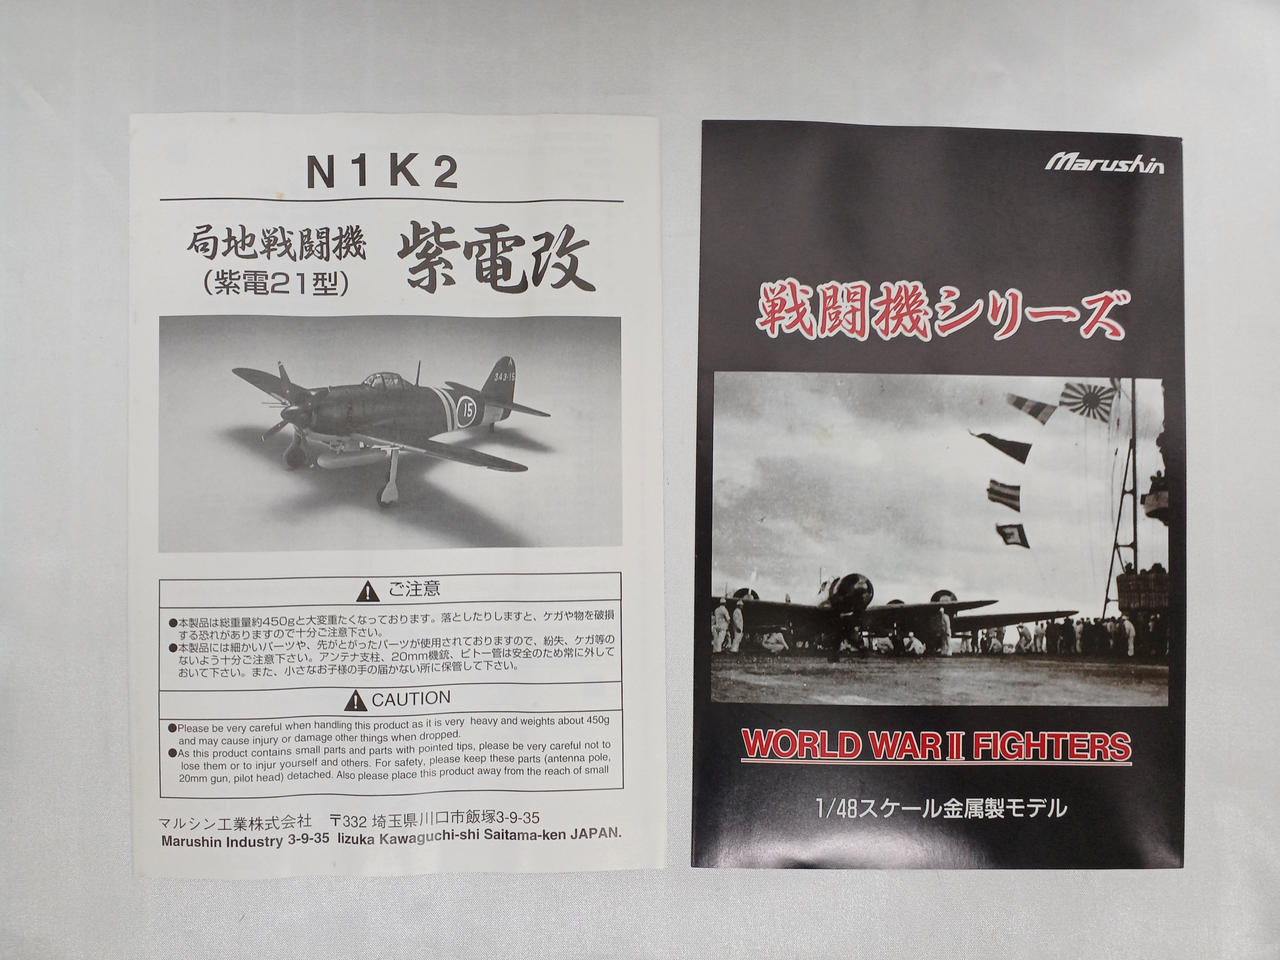 N1K2
局地戦闘機
(紫電21型)
紫電改
343-15
15
ご注意
●本製品は総重量約450gと大変重たくなっております。落としたりしますと、ケガや物を破損
する恐れがありますので十分ご注意下さい。
●本製品には細かいパーツや、先がとがったパーツが使用されておりますので、紛失、ケガ等の
ないよう十分ご注意下さい。アンテナ支柱、20mm機銃、ピトー管は安全のため常に外して
おいて下さい。また、小さなお子様の手の届かない所に保管して下さい。
CAUTION
●Please be very careful when handling this product as it is very heavy and weights about 450g
and may cause injury or damage other things when dropped.
●As this product contains small parts and parts with pointed tips, please be very careful not to
lose them or to injur yourself and others. For safety, please keep these parts (antenna pole,
20mm gun, pilot head) detached. Also please place this product away from the reach of small
マルシン工業株式会社 〒332 埼玉県川口市飯塚3-9-35
Marushin Industry 3-9-35 Iizuka Kawaguchi-shi Saitama-ken JAPAN.
Marushin
戦闘機シリーズ
WORLD WAR II FIGHTERS
1/48スケール金属製モデル